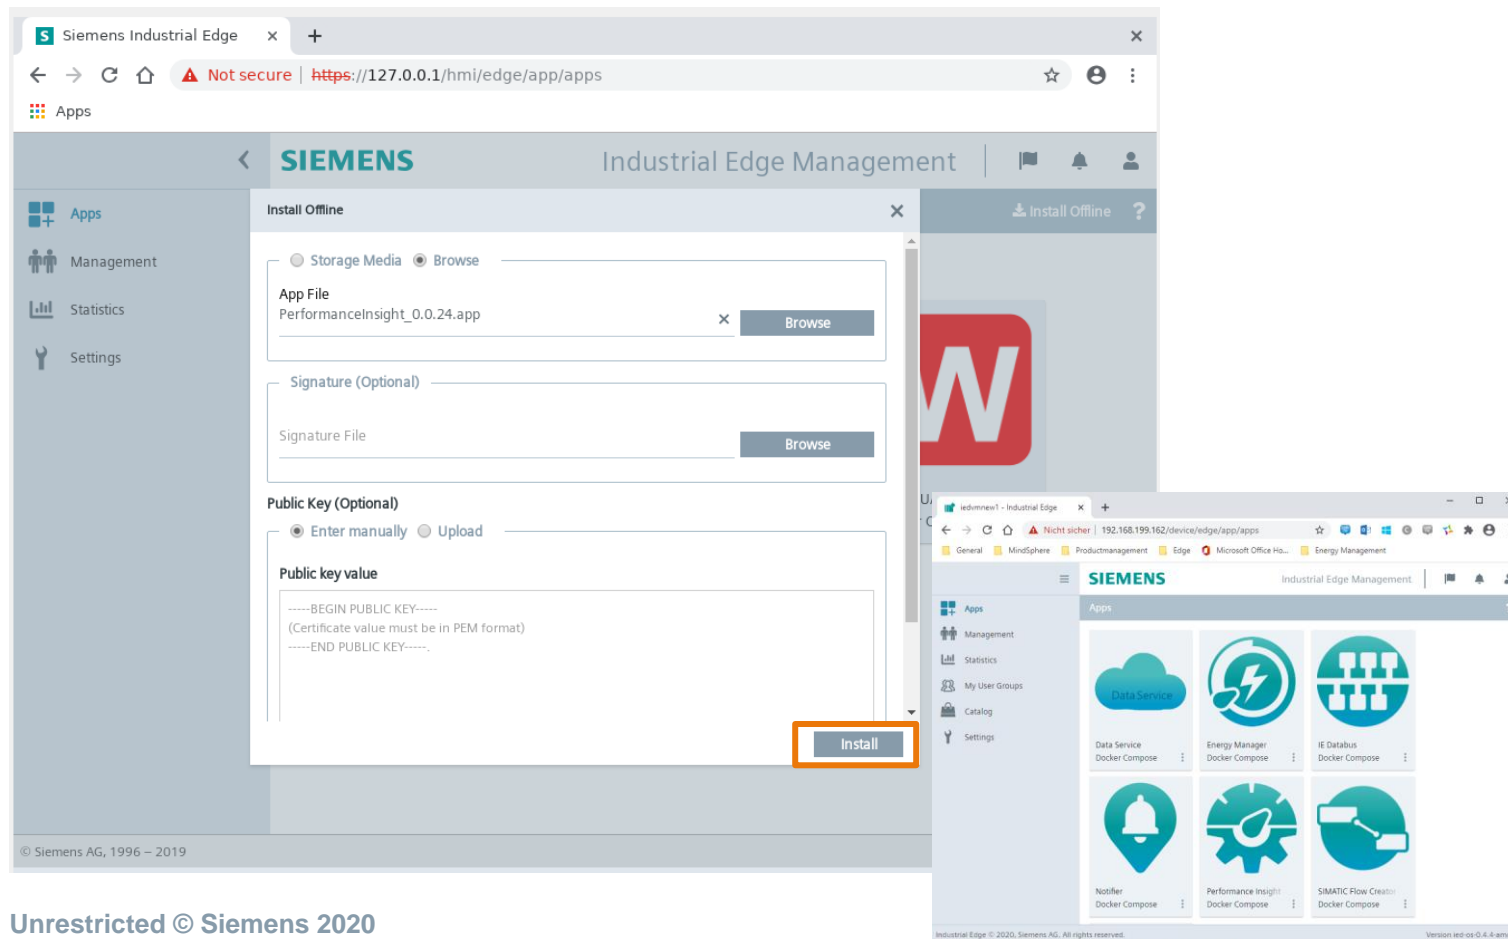 S Siemens Industrial Edge
Not secure https://127.0.0.1/hmi/edge/app/apps
Apps
SIEMENS Industrial Edge Management
Apps
Management
Statistics
Settings
Install Offline
Install Offline ?
Storage Media Browse
App File
PerformanceInsight_0.0.24.app
Browse
Signature (Optional)
Signature File
Browse
Public Key (Optional)
Enter manually Upload
Public key value
-----BEGIN PUBLIC KEY-----
(Certificate value must be in PEM format)
-----END PUBLIC KEY-----.
Install
W
© Siemens AG, 1996 – 2019
iedvmnew1 - Industrial Edge
Nicht sicher 192.168.199.162/device/edge/app/apps
General MindSphere Productmanagement Edge Microsoft Office Ho... Energy Management
SIEMENS Industrial Edge Management
Apps
Management
Statistics
My User Groups
Catalog
Settings
Apps
Data Service
Data Service
Docker Compose
Energy Manager
Docker Compose
IE Databus
Docker Compose
Notifier
Docker Compose
Performance Insight
Docker Compose
SIMATIC Flow Creator
Docker Compose
Industrial Edge © 2020, Siemens AG. All rights reserved.
Version ied-os-0.4.4-am
Unrestricted © Siemens 2020